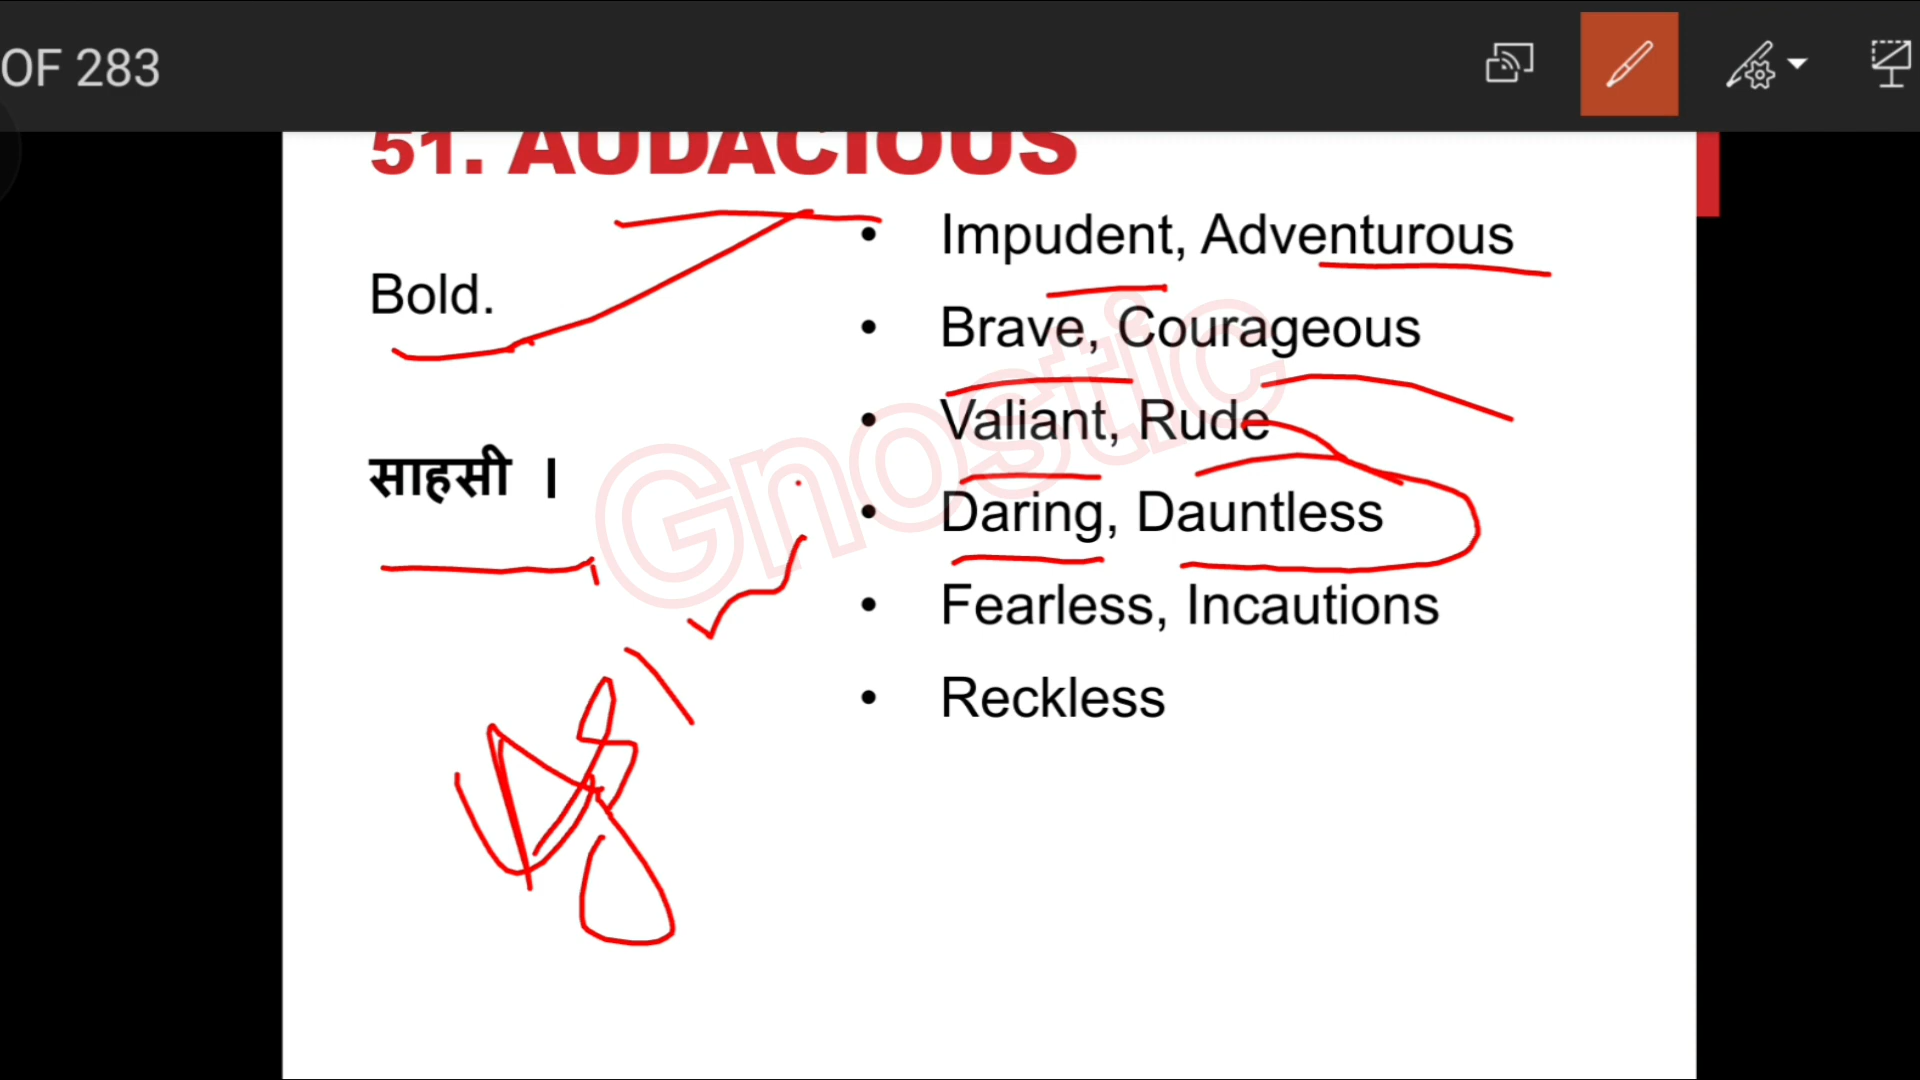 OF 283
51. AUDACIOUS
Bold.
साहसी ।
• Impudent, Adventurous
• Brave, Courageous
• Valiant, Rude
• Daring, Dauntless
• Fearless, Incautions
• Reckless
Gnostic